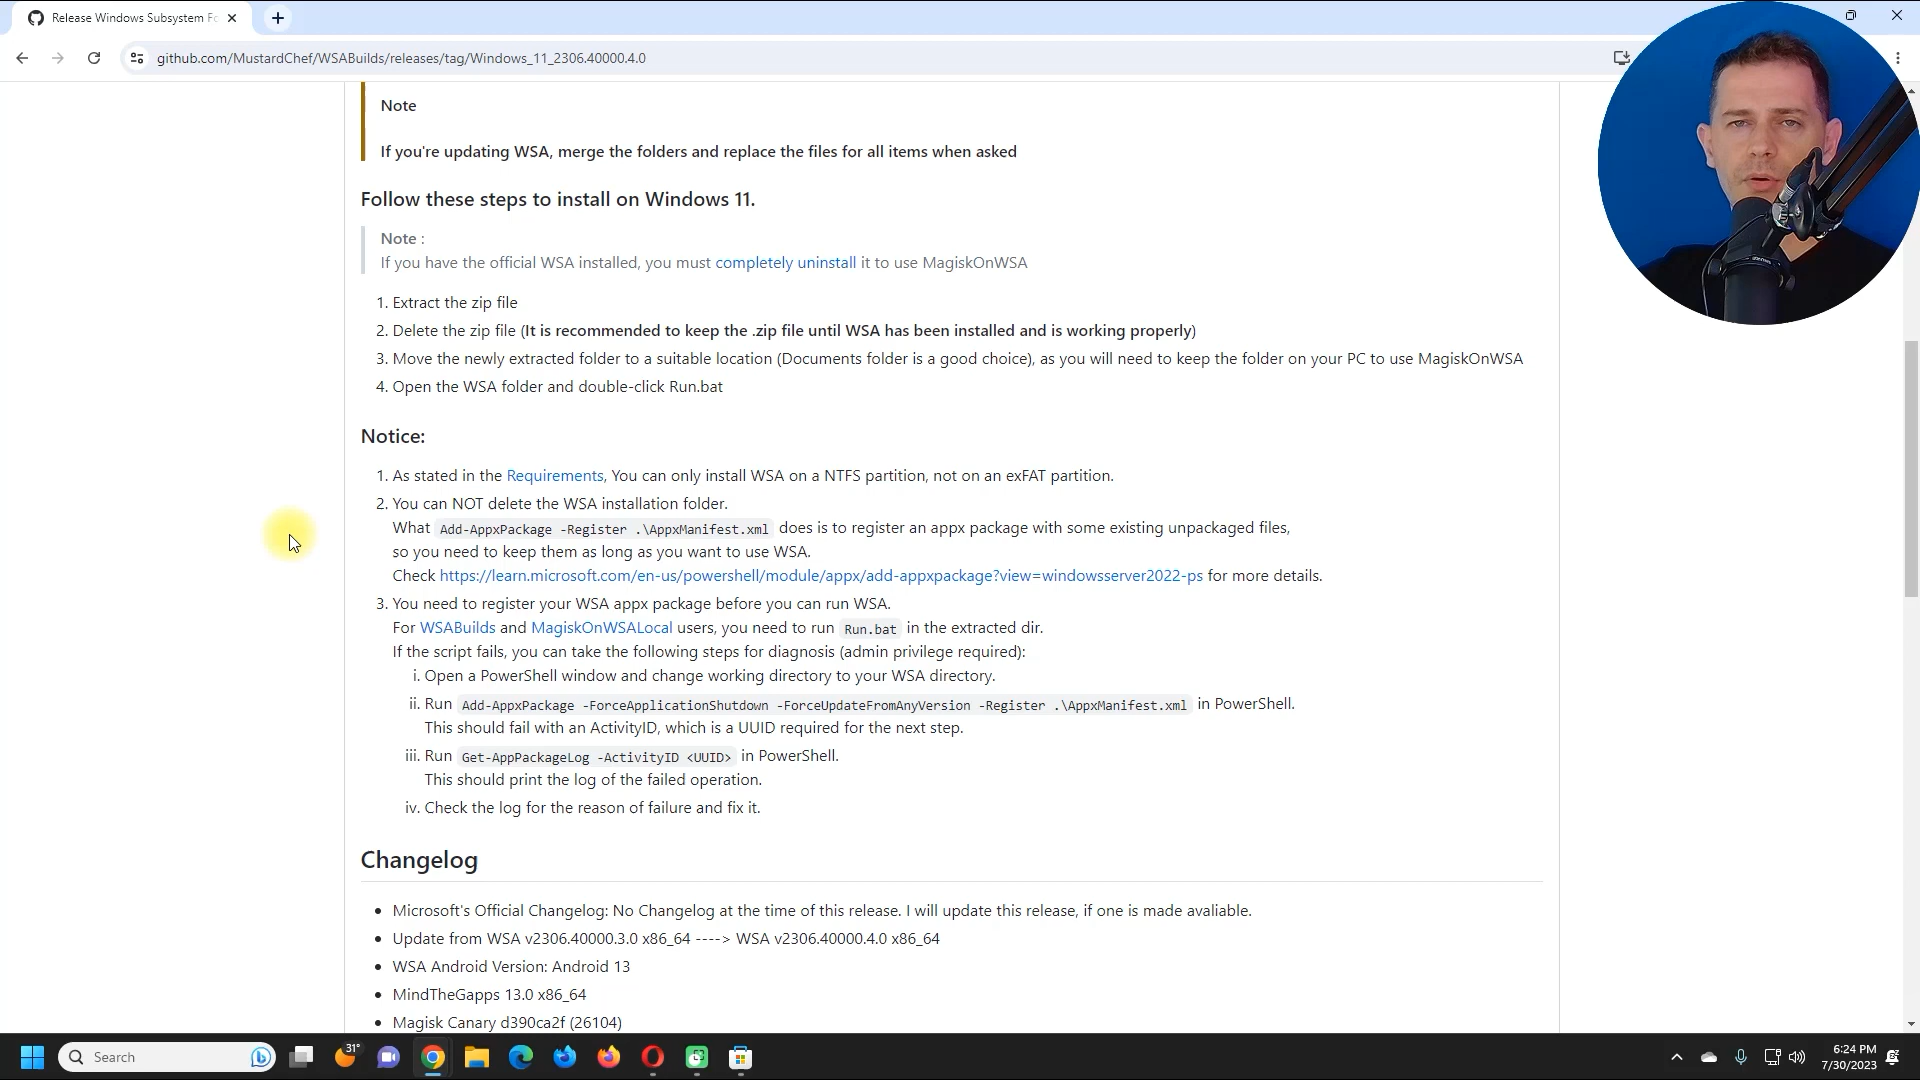 Release Windows Subsystem Fo
github.com/MustardChef/WSABuilds/releases/tag/Windows_11_2306.40000.4.0
Note
If you're updating WSA, merge the folders and replace the files for all items when asked
Follow these steps to install on Windows 11.
Note :
If you have the official WSA installed, you must completely uninstall it to use MagiskOnWSA
1. Extract the zip file
2. Delete the zip file (It is recommended to keep the .zip file until WSA has been installed and is working properly)
3. Move the newly extracted folder to a suitable location (Documents folder is a good choice), as you will need to keep the folder on your PC to use MagiskOnWSA
4. Open the WSA folder and double-click Run.bat
Notice:
1. As stated in the Requirements, You can only install WSA on a NTFS partition, not on an exFAT partition.
2. You can NOT delete the WSA installation folder.
What Add-AppxPackage -Register .\AppxManifest.xml does is to register an appx package with some existing unpackaged files,
so you need to keep them as long as you want to use WSA.
Check https://learn.microsoft.com/en-us/powershell/module/appx/add-appxpackage?view=windowsserver2022-ps for more details.
3. You need to register your WSA appx package before you can run WSA.
For WSABuilds and MagiskOnWSALocal users, you need to run Run.bat in the extracted dir.
If the script fails, you can take the following steps for diagnosis (admin privilege required):
i. Open a PowerShell window and change working directory to your WSA directory.
ii. Run Add-AppxPackage -ForceApplicationShutdown -ForceUpdateFromAnyVersion -Register .\AppxManifest.xml in PowerShell.
This should fail with an ActivityID, which is a UUID required for the next step.
iii. Run Get-AppPackageLog -ActivityID <UUID> in PowerShell.
This should print the log of the failed operation.
iv. Check the log for the reason of failure and fix it.
Changelog
• Microsoft's Official Changelog: No Changelog at the time of this release. I will update this release, if one is made avaliable.
• Update from WSA v2306.40000.3.0 x86_64 ----> WSA v2306.40000.4.0 x86_64
• WSA Android Version: Android 13
• MindTheGapps 13.0 x86_64
• Magisk Canary d390ca2f (26104)
Search
31°
6:24 PM
7/30/2023